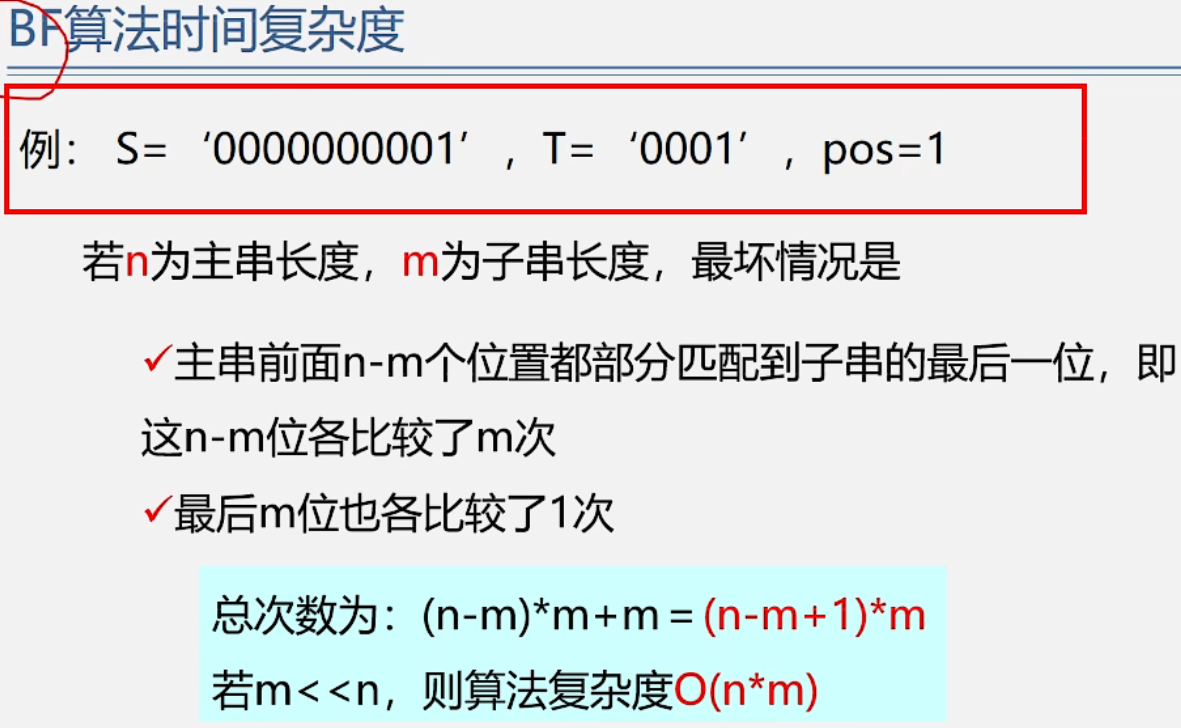 BF算法时间复杂度
例： S= ‘0000000001’ ，T= ‘0001’ ，pos=1
若n为主串长度，m为子串长度，最坏情况是
✓主串前面n-m个位置都部分匹配到子串的最后一位，即
这n-m位各比较了m次
✓最后m位也各比较了1次
总次数为：(n-m)*m+m＝(n-m+1)*m
若m<<n，则算法复杂度O(n*m)